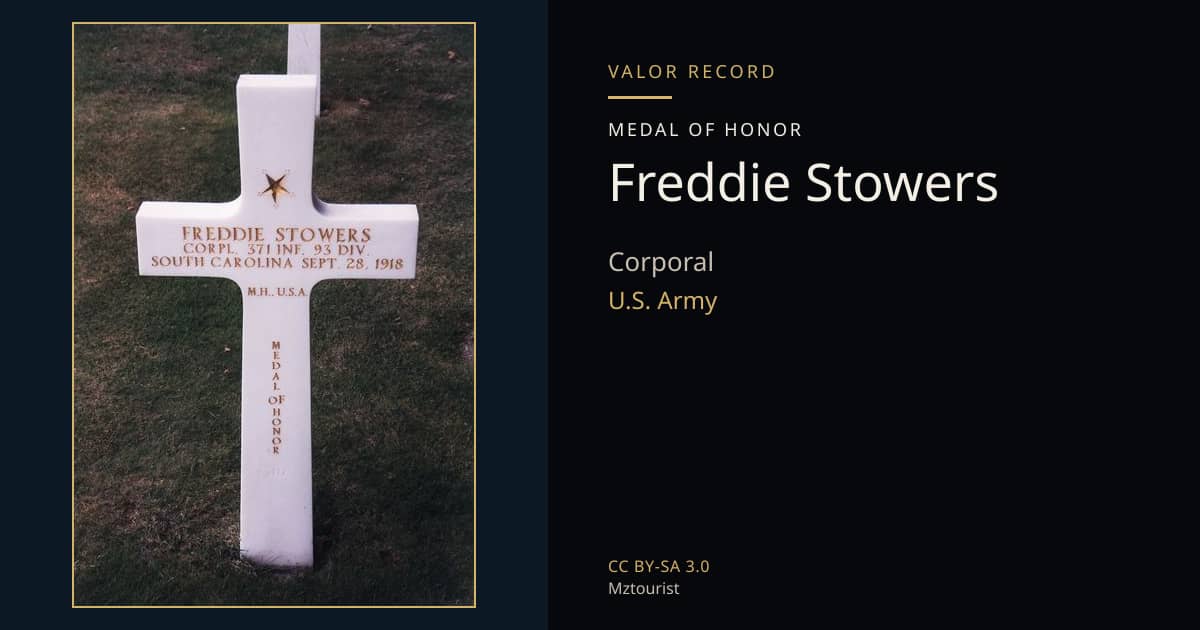 FREDDIE STOWERS
CORPL. 371 INF. 93 DIV.
SOUTH CAROLINA SEPT. 28, 1918
M.H.. U.S.A.
MEDAL OF HONOR
VALOR RECORD
MEDAL OF HONOR
Freddie Stowers
Corporal
U.S. Army
CC BY-SA 3.0
Mztourist